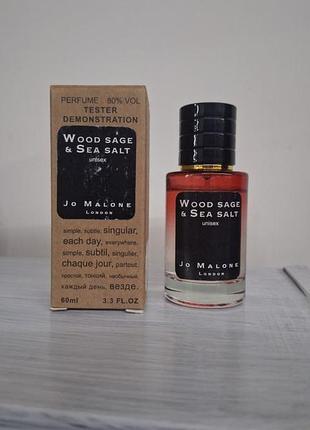 PERFUME 80% VOL
TESTER
DEMONSTRATION
WOOD SAGE
& SEA SALT
unisex
JO MALONE
LONDON
simple, subtle, singular,
each day, everywhere.
simple, subtil, singulier,
chaque jour, partout.
простой, тонкий, необычный,
каждый день, везде.
60ml 3.3 FL.OZ
WOOD SAGE
& SEA SALT
unisex
JO MALONE
LONDON